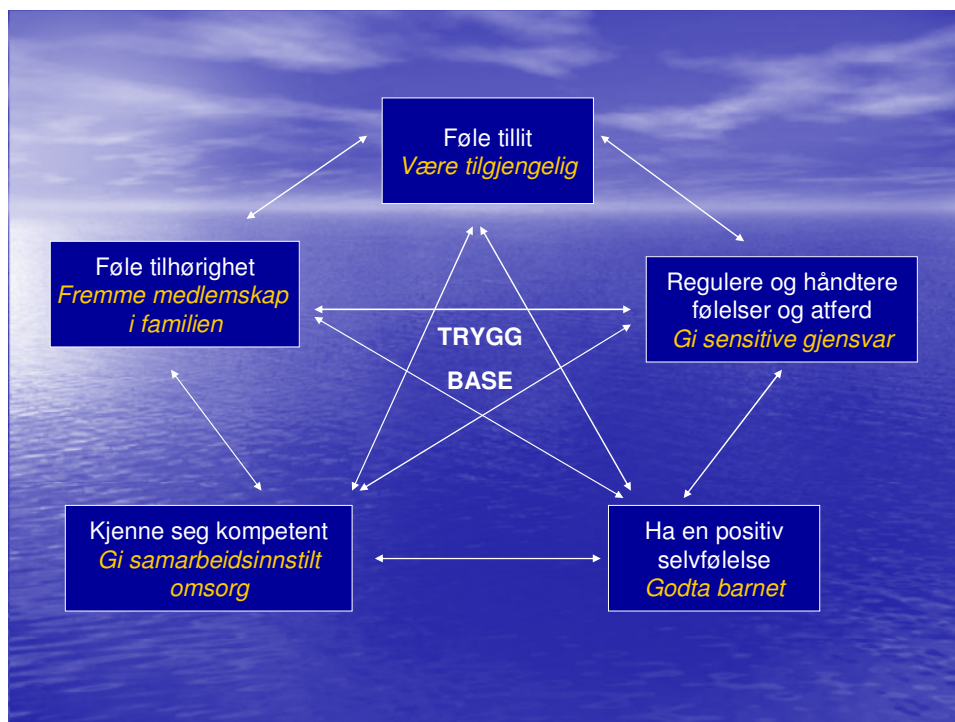 Føle tillit
Være tilgjengelig
Føle tilhørighet
Fremme medlemskap
i familien
Regulere og håndtere
følelser og atferd
Gi sensitive gjensvar
TRYGG
BASE
Kjenne seg kompetent
Gi samarbeidsinnstilt
omsorg
Ha en positiv
selvfølelse
Godta barnet